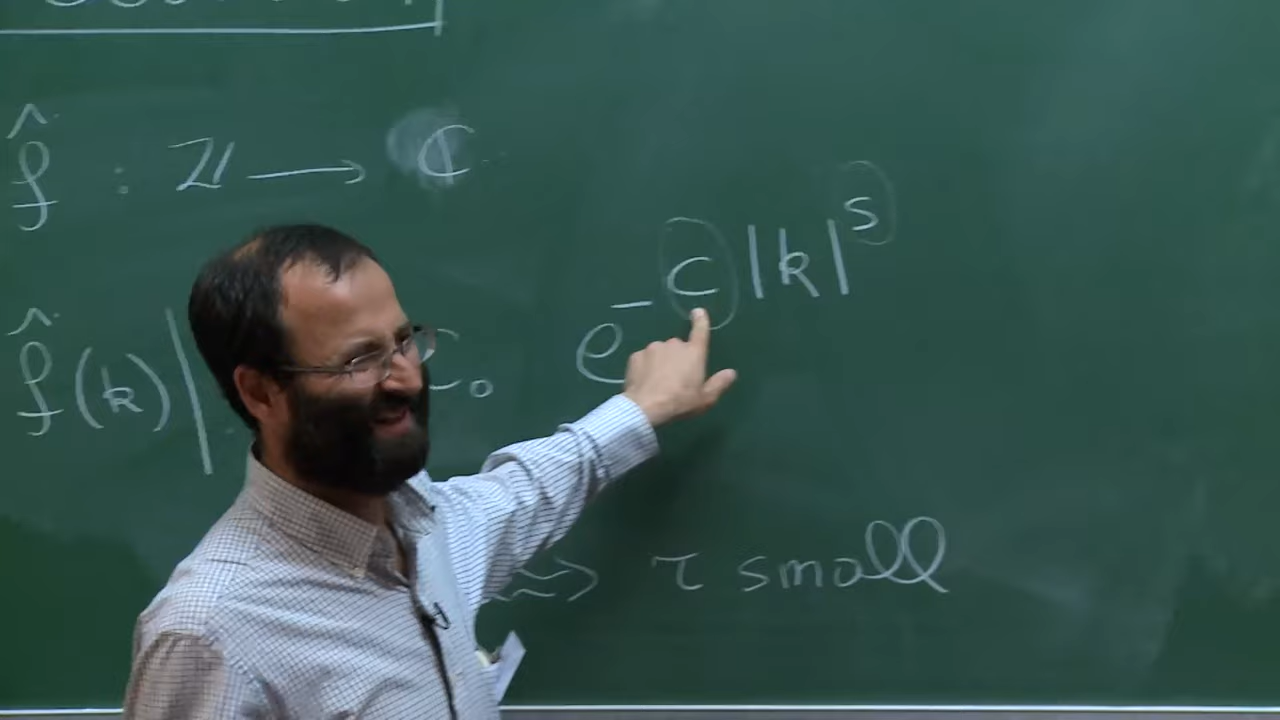 f̂ : ℤ ⟶ ℂ
f̂(k)| C₀ e^{-c|k|^s}
⇝ τ small